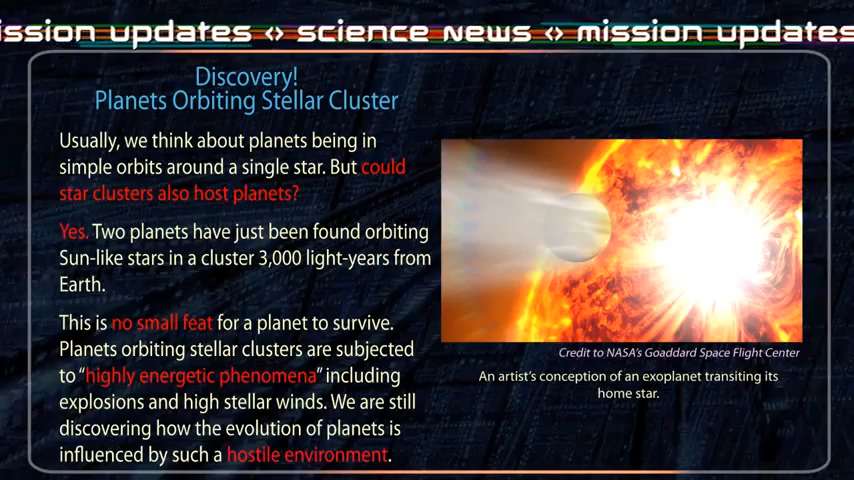 ission updates <> science news <> mission updates
Discovery!
Planets Orbiting Stellar Cluster
Usually, we think about planets being in
simple orbits around a single star. But could
star clusters also host planets?
Yes. Two planets have just been found orbiting
Sun-like stars in a cluster 3,000 light-years from
Earth.
This is no small feat for a planet to survive.
Planets orbiting stellar clusters are subjected
to “highly energetic phenomena” including
explosions and high stellar winds. We are still
discovering how the evolution of planets is
influenced by such a hostile environment.
Credit to NASA's Goaddard Space Flight Center
An artist's conception of an exoplanet transiting its
home star.